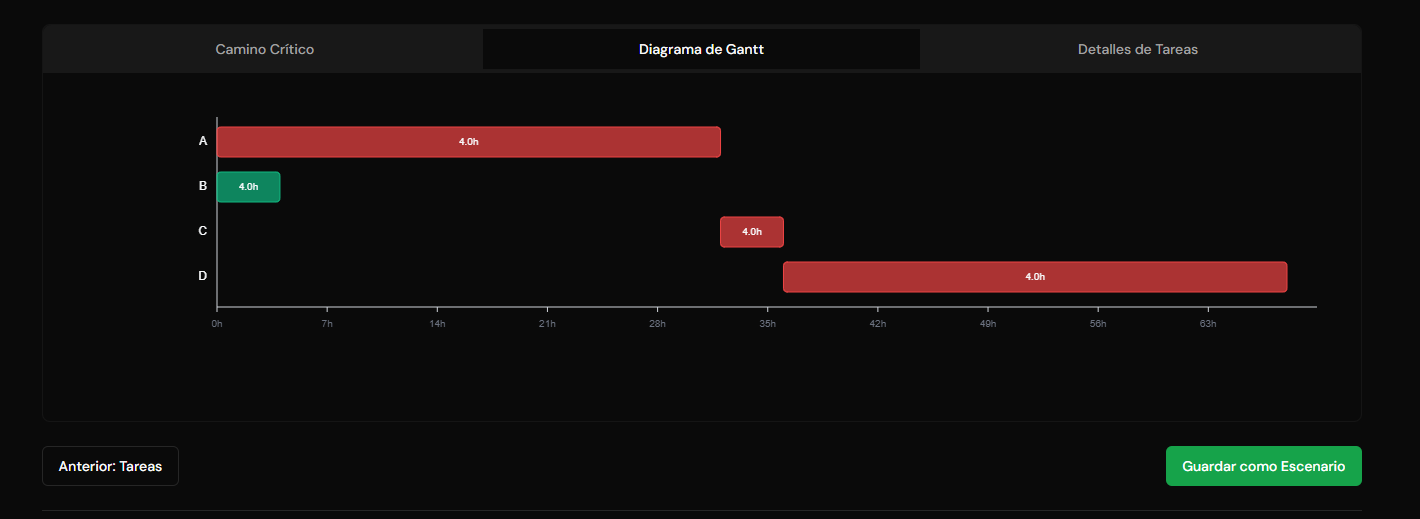 Camino Crítico
Diagrama de Gantt
Detalles de Tareas
A
4.0h
B
4.0h
C
4.0h
D
4.0h
0h
7h
14h
21h
28h
35h
42h
49h
56h
63h
Anterior: Tareas
Guardar como Escenario